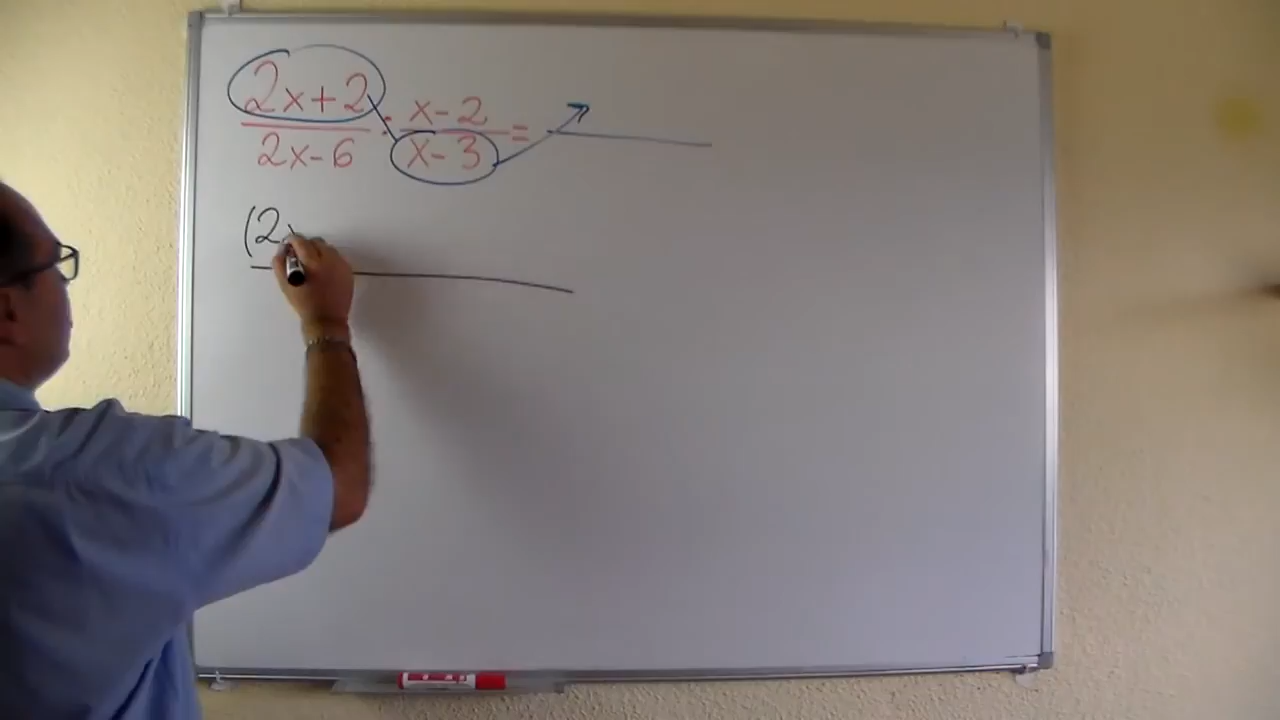 2x+2 x-2
: =
2x-6 x-3
(2